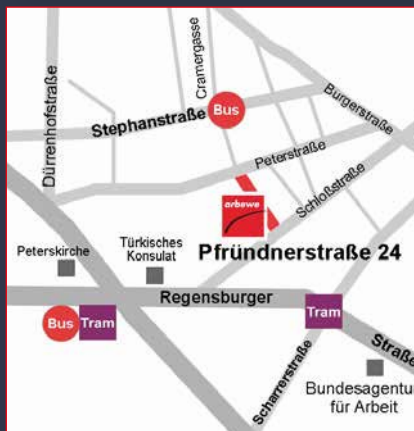 Dürrenhofstraße
Cramergasse
Stephanstraße
Bus
Burgerstraße
Peterstraße
Schloßstraße
arbewe
Pfründnerstraße 24
Peterskirche
Türkisches
Konsulat
Regensburger
Bus
Tram
Tram
Straße
Scharrerstraße
Bundesagentur
für Arbeit